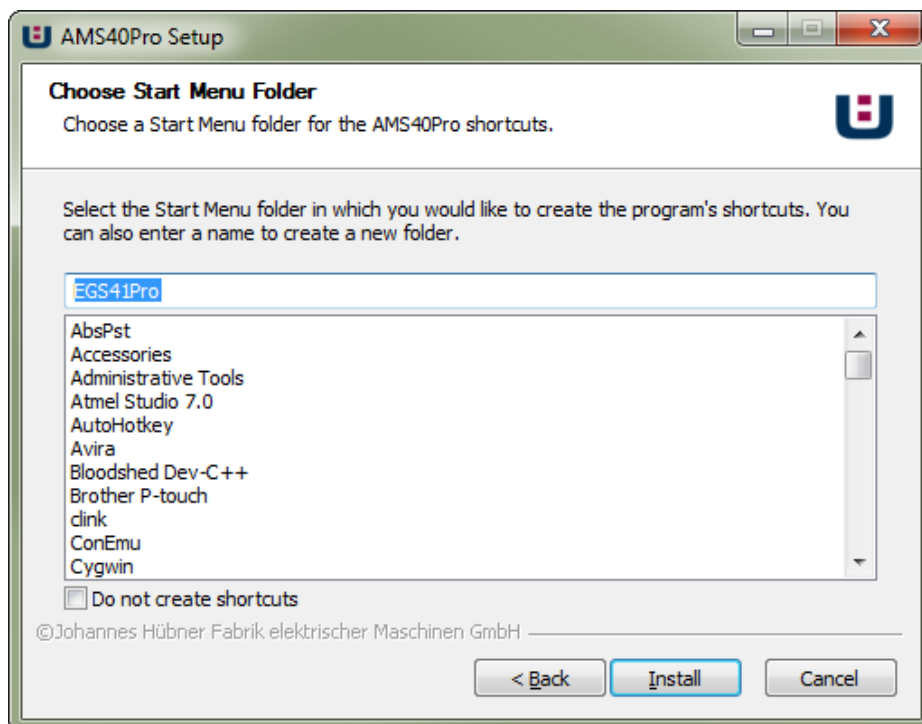 AMS40Pro Setup
Choose Start Menu Folder
Choose a Start Menu folder for the AMS40Pro shortcuts.
Select the Start Menu folder in which you would like to create the program's shortcuts. You
can also enter a name to create a new folder.
EGS41Pro
AbsPst
Accessories
Administrative Tools
Atmel Studio 7.0
AutoHotkey
Avira
Bloodshed Dev-C++
Brother P-touch
clink
ConEmu
Cygwin
Do not create shortcuts
©Johannes Hübner Fabrik elektrischer Maschinen GmbH
< Back
Install
Cancel